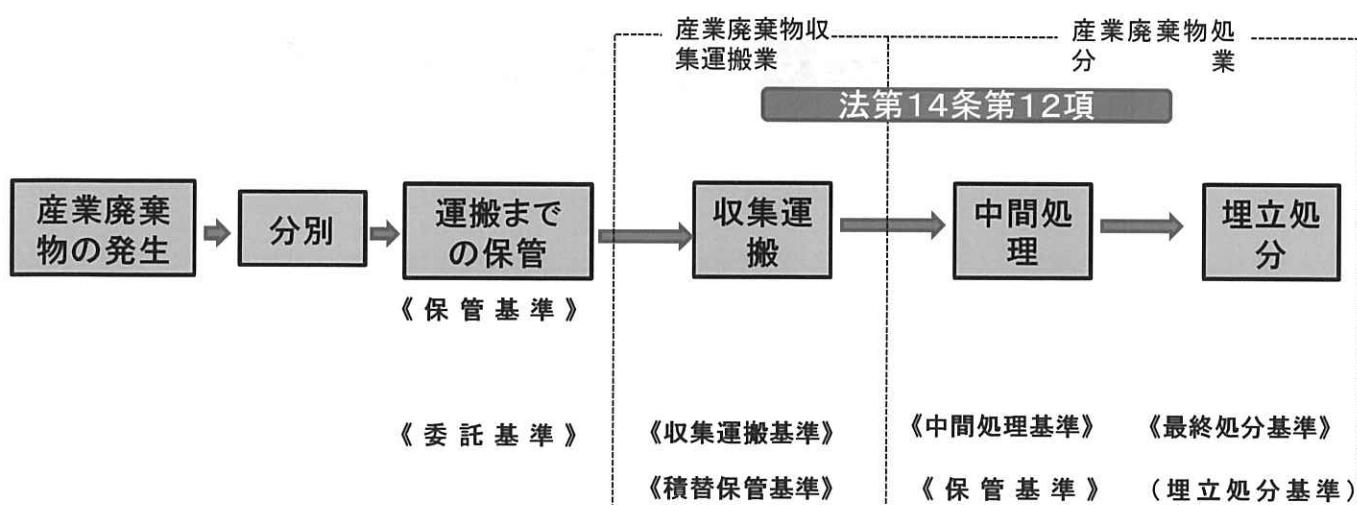 産業廃棄物収
集運搬業
産業廃棄物処
分業
法第14条第12項
産業廃棄
物の発生
分別
運搬まで
の保管
収集運
搬
中間処
理
埋立処
分
《保管基準》
《委託基準》
《収集運搬基準》
《中間処理基準》
《最終処分基準》
《積替保管基準》
《保管基準》
(埋立処分基準)